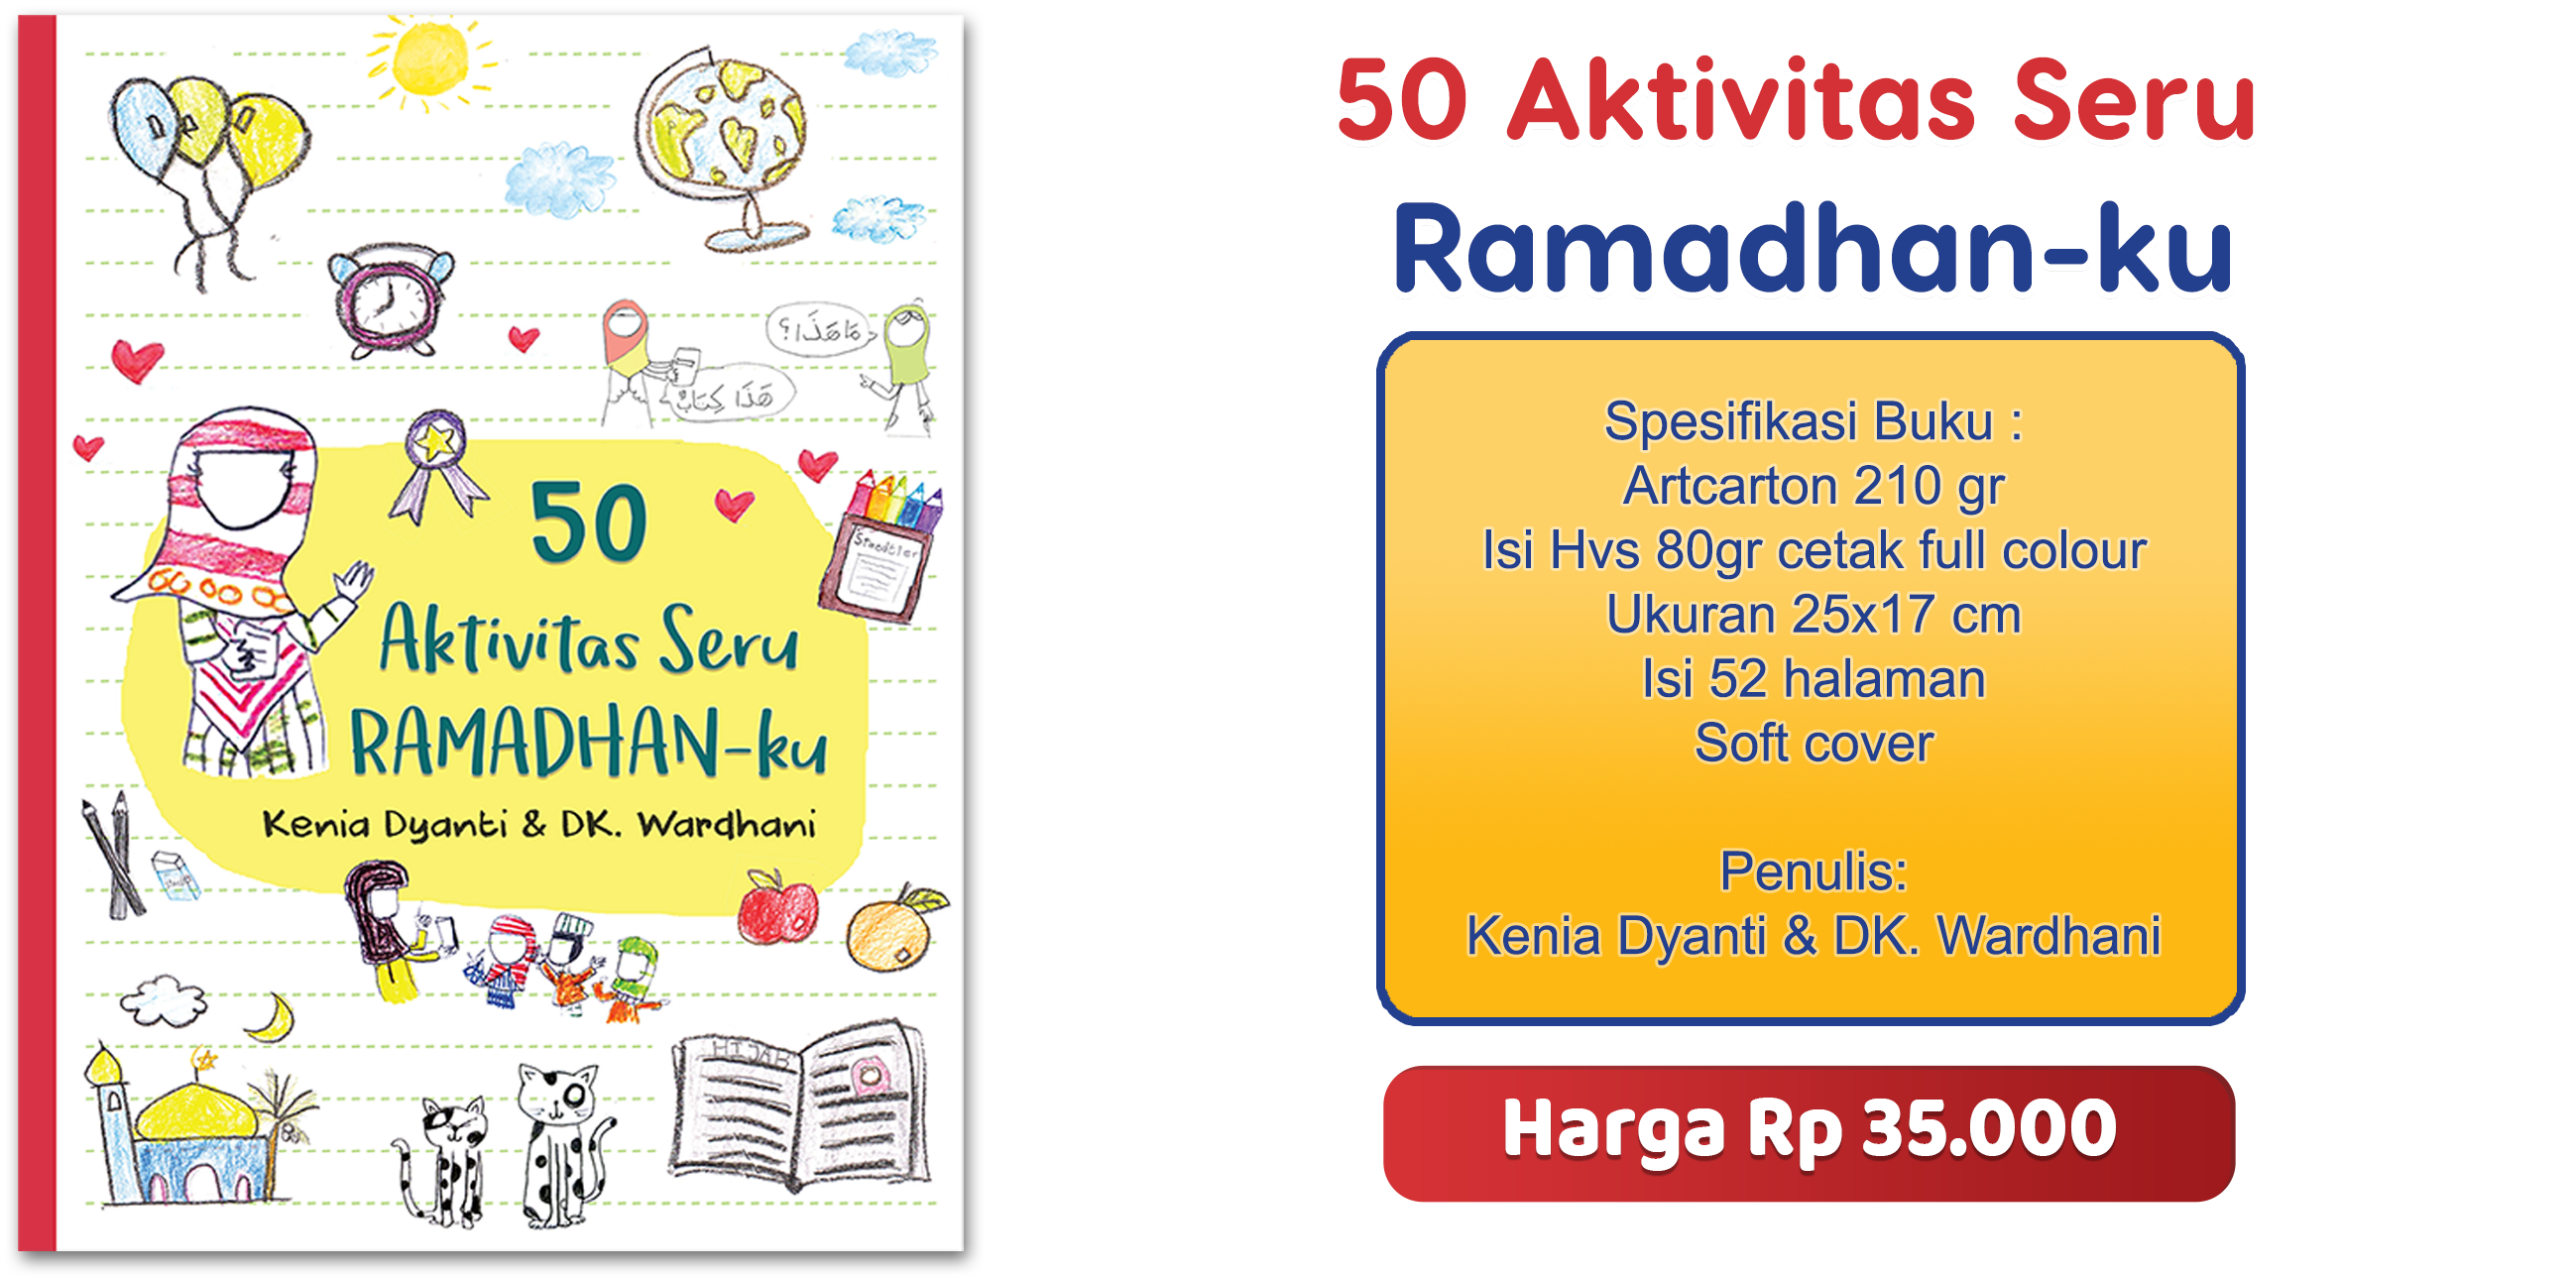 مَا هَذَا؟
هَذَا كِتَابٌ
50
Staedtler
Aktivitas Seru
RAMADHAN-ku
Kenia Dyanti & DK. Wardhani
HIJAB
50 Aktivitas Seru
Ramadhan-ku
Spesifikasi Buku :
Artcarton 210 gr
Isi Hvs 80gr cetak full colour
Ukuran 25x17 cm
Isi 52 halaman
Soft cover
Penulis:
Kenia Dyanti & DK. Wardhani
Harga Rp 35.000